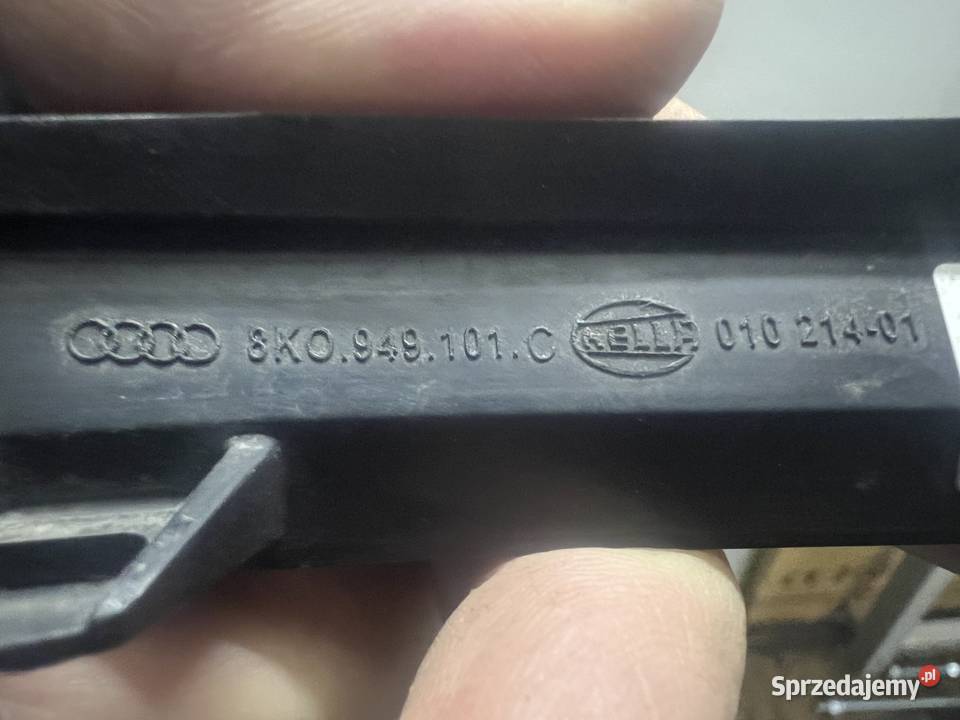 8K0.949.101.C HELLA 010 214-01
Sprzedajemy.pl